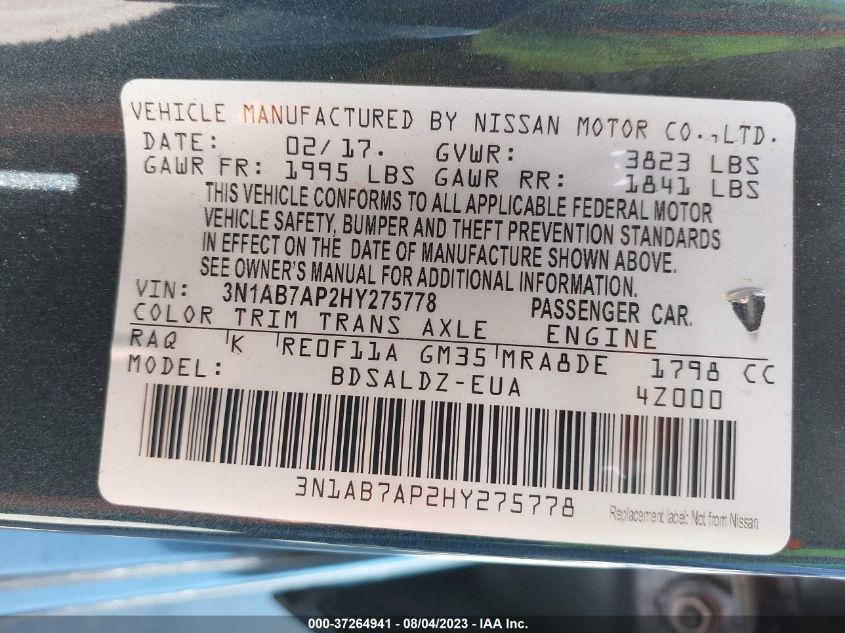 VEHICLE MANUFACTURED BY NISSAN MOTOR CO.,LTD.
DATE: 02/17. GVWR: 3823 LBS
GAWR FR: 1995 LBS GAWR RR: 1841 LBS
THIS VEHICLE CONFORMS TO ALL APPLICABLE FEDERAL MOTOR
VEHICLE SAFETY, BUMPER AND THEFT PREVENTION STANDARDS
IN EFFECT ON THE DATE OF MANUFACTURE SHOWN ABOVE.
SEE OWNER'S MANUAL FOR ADDITIONAL INFORMATION.
VIN: 3N1AB7AP2HY275778 PASSENGER CAR.
COLOR TRIM TRANS AXLE ENGINE
RAQ K RE0F11A GM35 MRA8DE 1798 CC
MODEL: BDSALDZ-EUA 4Z000
3N1AB7AP2HY275778
Replacement label: Not from Nissan
000-37264941 - 08/04/2023 - IAA Inc.